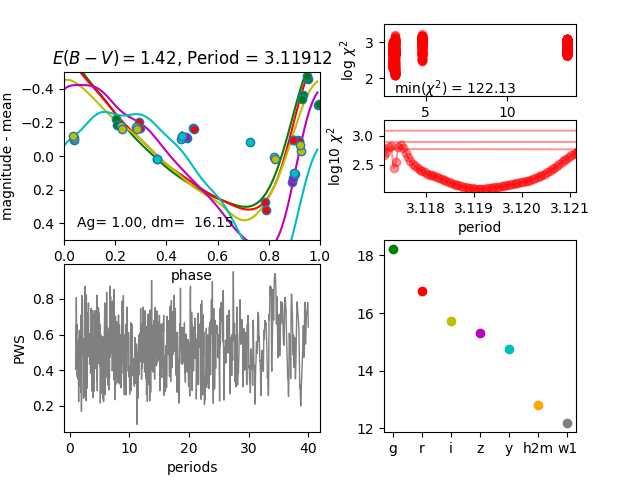 E(B − V) = 1.42, Period = 3.11912
magnitude - mean
−0.4
−0.2
0.0
0.2
0.4
Ag= 1.00, dm=  16.15
0.0 0.2 0.4 0.6 0.8 1.0
phase
log χ²
3
2
min(χ²) = 122.13
5 10
log10 χ²
3.0
2.5
3.118 3.119 3.120 3.121
period
PWS
0.8
0.6
0.4
0.2
0 10 20 30 40
periods
18
16
14
12
g r i z y h2m w1